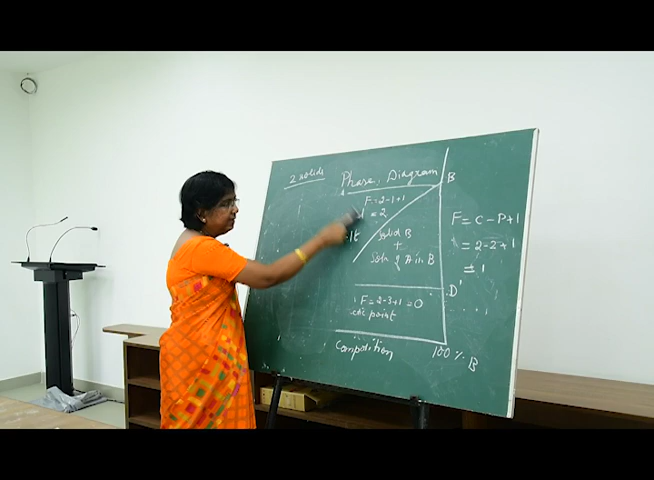 2 solids
Phase Diagram
B
F=2-1+1
= 2
lt
Solid B
+
Soln of A in B
F = C-P+1
= 2-2+1
= 1
D'
F=2-3+1=0
point
Composition
100% B